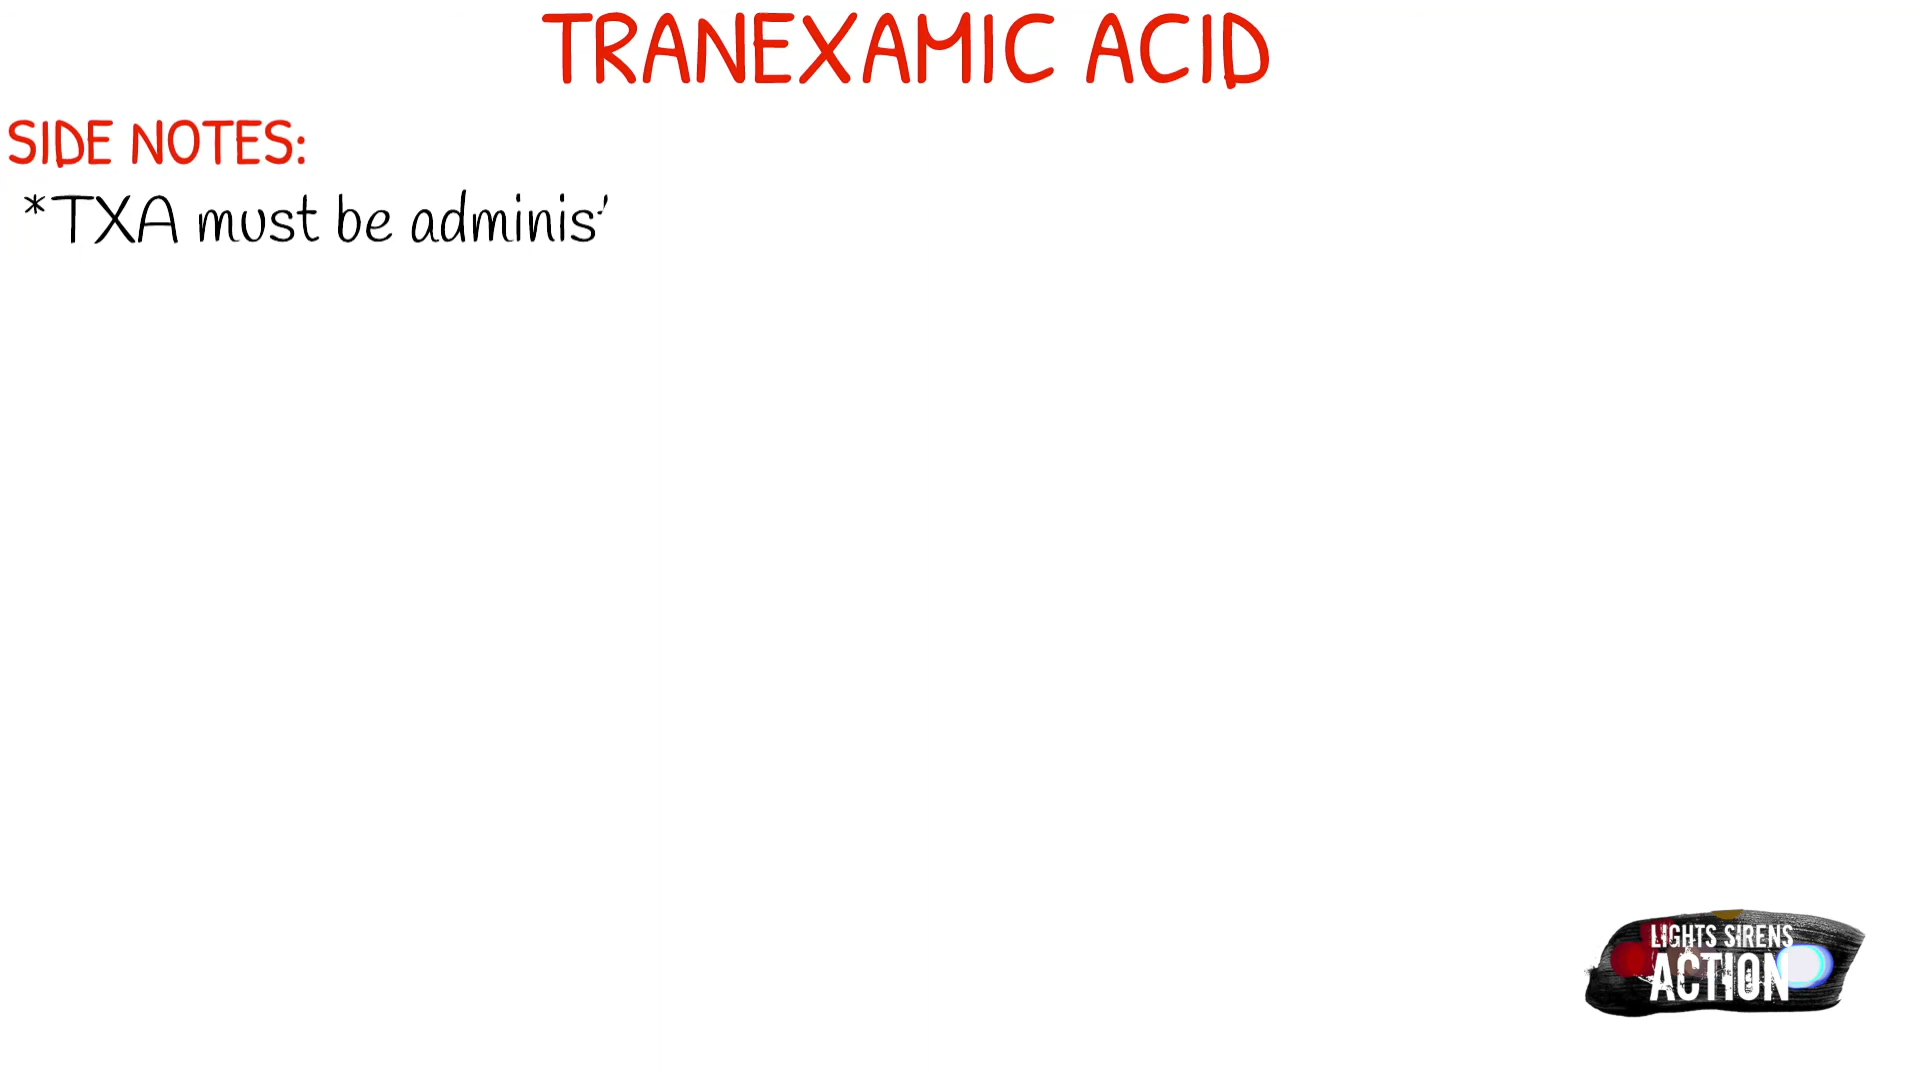 TRANEXAMIC ACID
SIDE NOTES:
*TXA must be adminis
LIGHTS SIRENS
ACTION